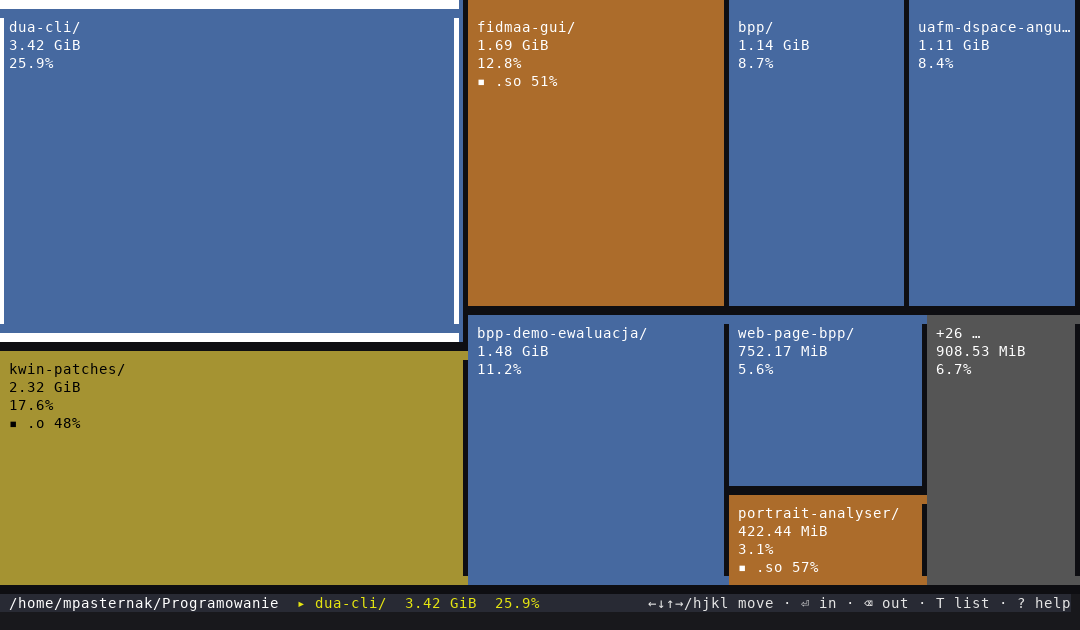 dua-cli/
3.42 GiB
25.9%
fidmaa-gui/
1.69 GiB
12.8%
▪ .so 51%
bpp/
1.14 GiB
8.7%
uafm-dspace-angu…
1.11 GiB
8.4%
kwin-patches/
2.32 GiB
17.6%
▪ .o 48%
bpp-demo-ewaluacja/
1.48 GiB
11.2%
web-page-bpp/
752.17 MiB
5.6%
+26 …
908.53 MiB
6.7%
portrait-analyser/
422.44 MiB
3.1%
▪ .so 57%
/home/mpasternak/Programowanie ▸ dua-cli/ 3.42 GiB 25.9% ←↓↑→/hjkl move · ⏎ in · ⌫ out · T list · ? help